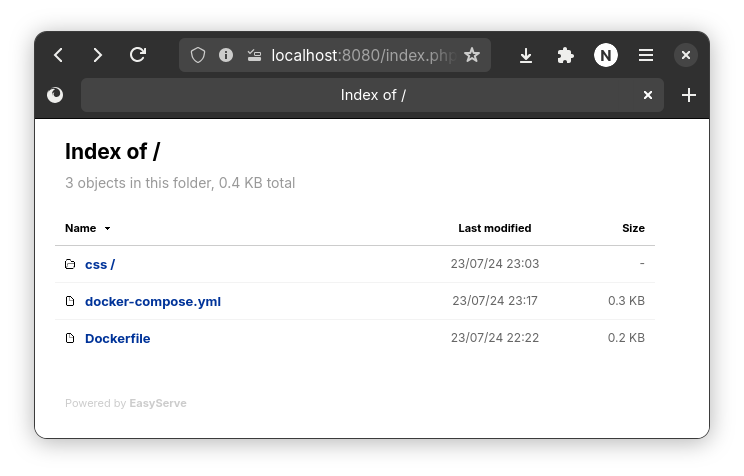 localhost:8080/index.php
N
Index of /
Index of /
3 objects in this folder, 0.4 KB total
Name Last modified Size
css / 23/07/24 23:03 -
docker-compose.yml 23/07/24 23:17 0.3 KB
Dockerfile 23/07/24 22:22 0.2 KB
Powered by EasyServe